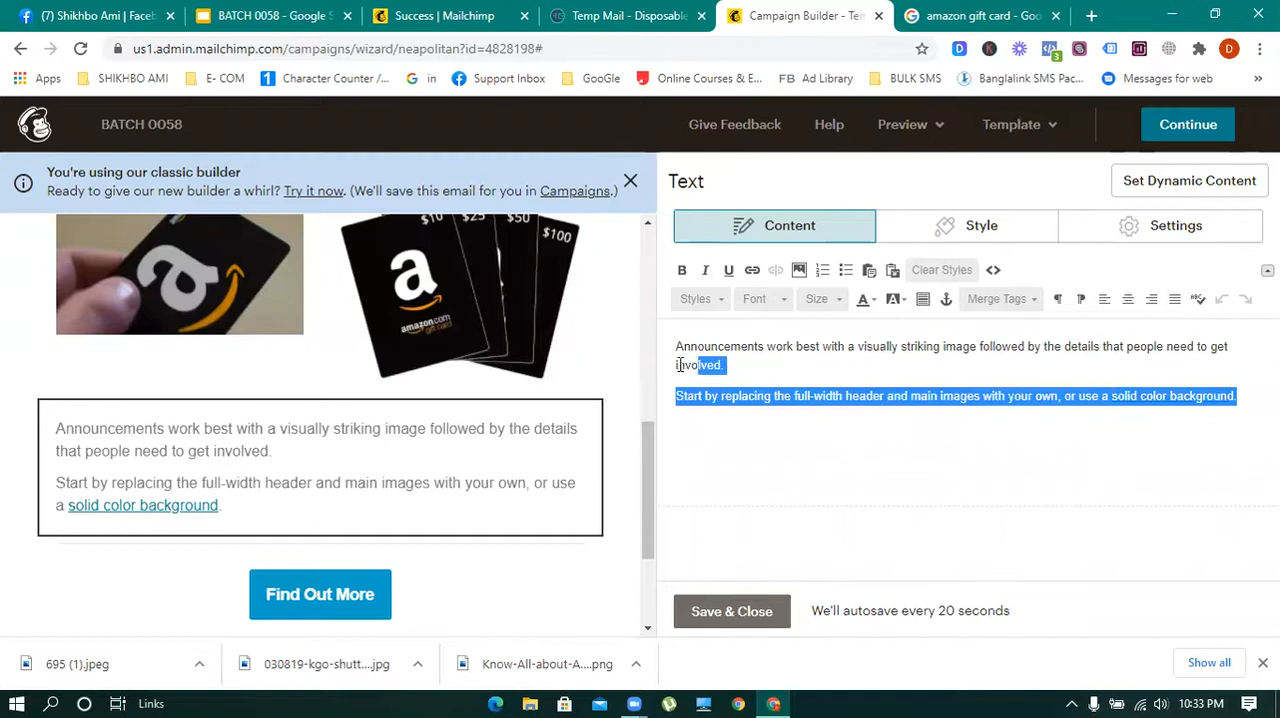 (7) Shikhbo Ami | Faceb
BATCH 0058 - Google S
Success | Mailchimp
Temp Mail - Disposable
Campaign Builder - Tem
amazon gift card - Goo
us1.admin.mailchimp.com/campaigns/wizard/neapolitan?id=4828198#
D
K
3
D
Apps
SHIKHBO AMI
E- COM
Character Counter /...
in
Support Inbox
GooGle
Online Courses & E...
FB Ad Library
BULK SMS
Banglalink SMS Pac...
Messages for web
BATCH 0058
Give Feedback
Help
Preview
Template
Continue
You're using our classic builder
Ready to give our new builder a whirl? Try it now. (We'll save this email for you in Campaigns.)
Text
Set Dynamic Content
Content
Style
Settings
Clear Styles
Styles
Font
Size
Merge Tags
$10
$25
$50
$100
a
a
amazon.com
gift card
Announcements work best with a visually striking image followed by the details that people need to get
involved.
Start by replacing the full-width header and main images with your own, or use a solid color background.
Announcements work best with a visually striking image followed by the details
that people need to get involved.
Start by replacing the full-width header and main images with your own, or use
a solid color background.
Find Out More
Save & Close
We'll autosave every 20 seconds
695 (1).jpeg
030819-kgo-shutt....jpg
Know-All-about-A....png
Show all
Links
10:33 PM